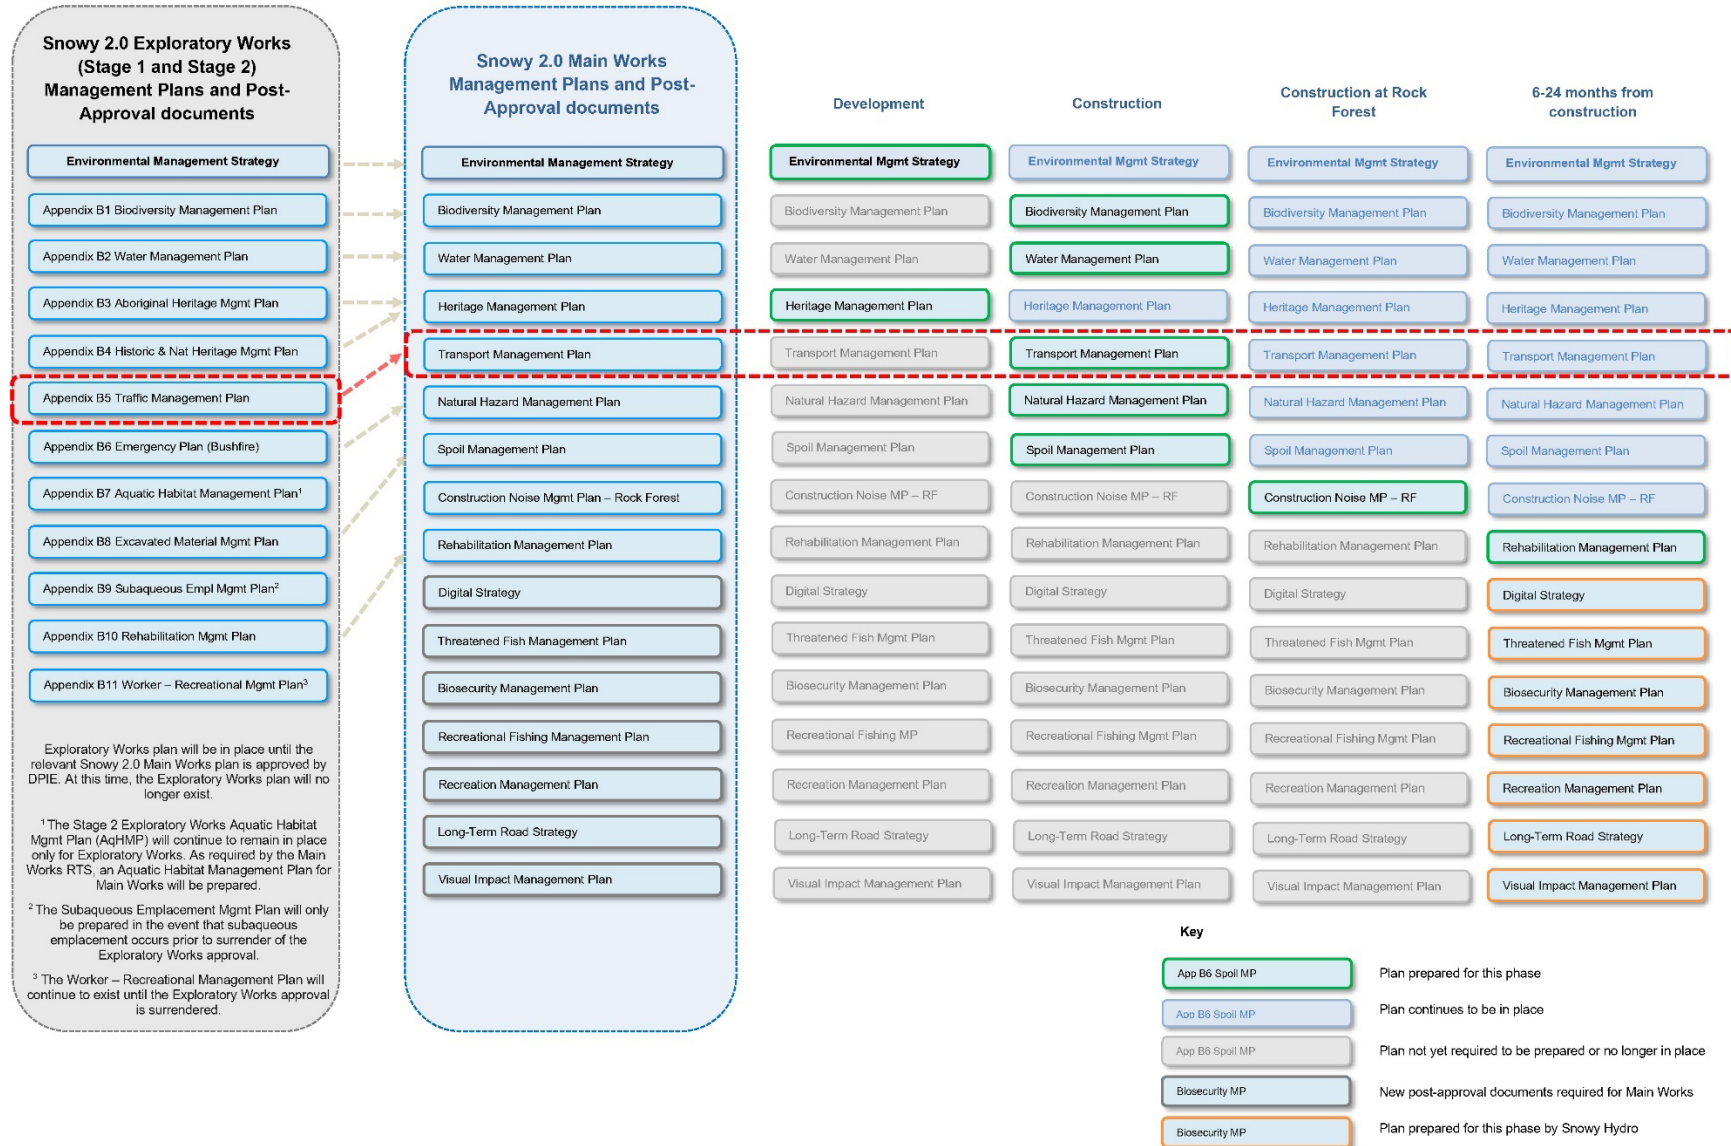 Snowy 2.0 Exploratory Works
(Stage 1 and Stage 2)
Management Plans and Post-
Approval documents
Environmental Management Strategy
Appendix B1 Biodiversity Management Plan
Appendix B2 Water Management Plan
Appendix B3 Aboriginal Heritage Mgmt Plan
Appendix B4 Historic & Nat Heritage Mgmt Plan
Appendix B5 Traffic Management Plan
Appendix B6 Emergency Plan (Bushfire)
Appendix B7 Aquatic Habitat Management Plan¹
Appendix B8 Excavated Material Mgmt Plan
Appendix B9 Subaqueous Empl Mgmt Plan²
Appendix B10 Rehabilitation Mgmt Plan
Appendix B11 Worker – Recreational Mgmt Plan³
Exploratory Works plan will be in place until the
relevant Snowy 2.0 Main Works plan is approved by
DPIE. At this time, the Exploratory Works plan will no
longer exist.
¹ The Stage 2 Exploratory Works Aquatic Habitat
Mgmt Plan (AqHMP) will continue to remain in place
only for Exploratory Works. As required by the Main
Works RTS, an Aquatic Habitat Management Plan for
Main Works will be prepared.
² The Subaqueous Emplacement Mgmt Plan will only
be prepared in the event that subaqueous
emplacement occurs prior to surrender of the
Exploratory Works approval.
³ The Worker – Recreational Management Plan will
continue to exist until the Exploratory Works approval
is surrendered.
Snowy 2.0 Main Works
Management Plans and Post-
Approval documents
Environmental Management Strategy
Biodiversity Management Plan
Water Management Plan
Heritage Management Plan
Transport Management Plan
Natural Hazard Management Plan
Spoil Management Plan
Construction Noise Mgmt Plan – Rock Forest
Rehabilitation Management Plan
Digital Strategy
Threatened Fish Management Plan
Biosecurity Management Plan
Recreational Fishing Management Plan
Recreation Management Plan
Long-Term Road Strategy
Visual Impact Management Plan
Development
Environmental Mgmt Strategy
Biodiversity Management Plan
Water Management Plan
Heritage Management Plan
Transport Management Plan
Natural Hazard Management Plan
Spoil Management Plan
Construction Noise MP – RF
Rehabilitation Management Plan
Digital Strategy
Threatened Fish Mgmt Plan
Biosecurity Management Plan
Recreational Fishing MP
Recreation Management Plan
Long-Term Road Strategy
Visual Impact Management Plan
Construction
Environmental Mgmt Strategy
Biodiversity Management Plan
Water Management Plan
Heritage Management Plan
Transport Management Plan
Natural Hazard Management Plan
Spoil Management Plan
Construction Noise MP – RF
Rehabilitation Management Plan
Digital Strategy
Threatened Fish Mgmt Plan
Biosecurity Management Plan
Recreational Fishing Mgmt Plan
Recreation Management Plan
Long-Term Road Strategy
Visual Impact Management Plan
Construction at Rock
Forest
Environmental Mgmt Strategy
Biodiversity Management Plan
Water Management Plan
Heritage Management Plan
Transport Management Plan
Natural Hazard Management Plan
Spoil Management Plan
Construction Noise MP – RF
Rehabilitation Management Plan
Digital Strategy
Threatened Fish Mgmt Plan
Biosecurity Management Plan
Recreational Fishing Mgmt Plan
Recreation Management Plan
Long-Term Road Strategy
Visual Impact Management Plan
6-24 months from
construction
Environmental Mgmt Strategy
Biodiversity Management Plan
Water Management Plan
Heritage Management Plan
Transport Management Plan
Natural Hazard Management Plan
Spoil Management Plan
Construction Noise MP – RF
Rehabilitation Management Plan
Digital Strategy
Threatened Fish Mgmt Plan
Biosecurity Management Plan
Recreational Fishing Mgmt Plan
Recreation Management Plan
Long-Term Road Strategy
Visual Impact Management Plan
Key
App B6 Spoil MP
Plan prepared for this phase
App B6 Spoil MP
Plan continues to be in place
App B6 Spoil MP
Plan not yet required to be prepared or no longer in place
Biosecurity MP
New post-approval documents required for Main Works
Biosecurity MP
Plan prepared for this phase by Snowy Hydro